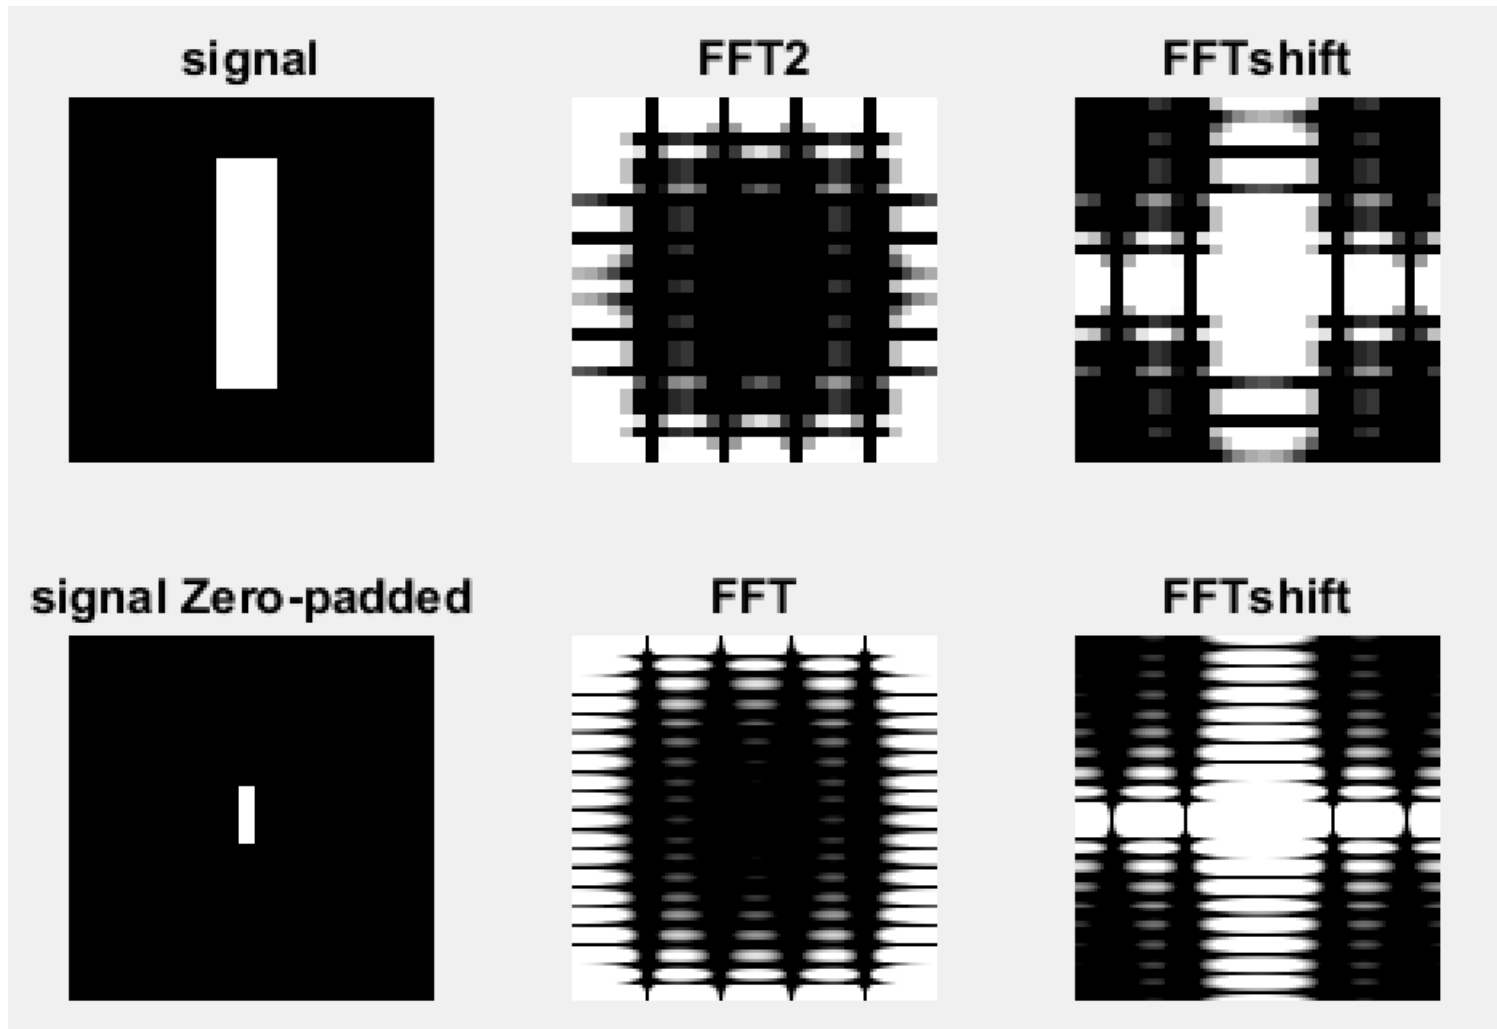 signal
FFT2
FFTshift
signal Zero-padded
FFT
FFTshift